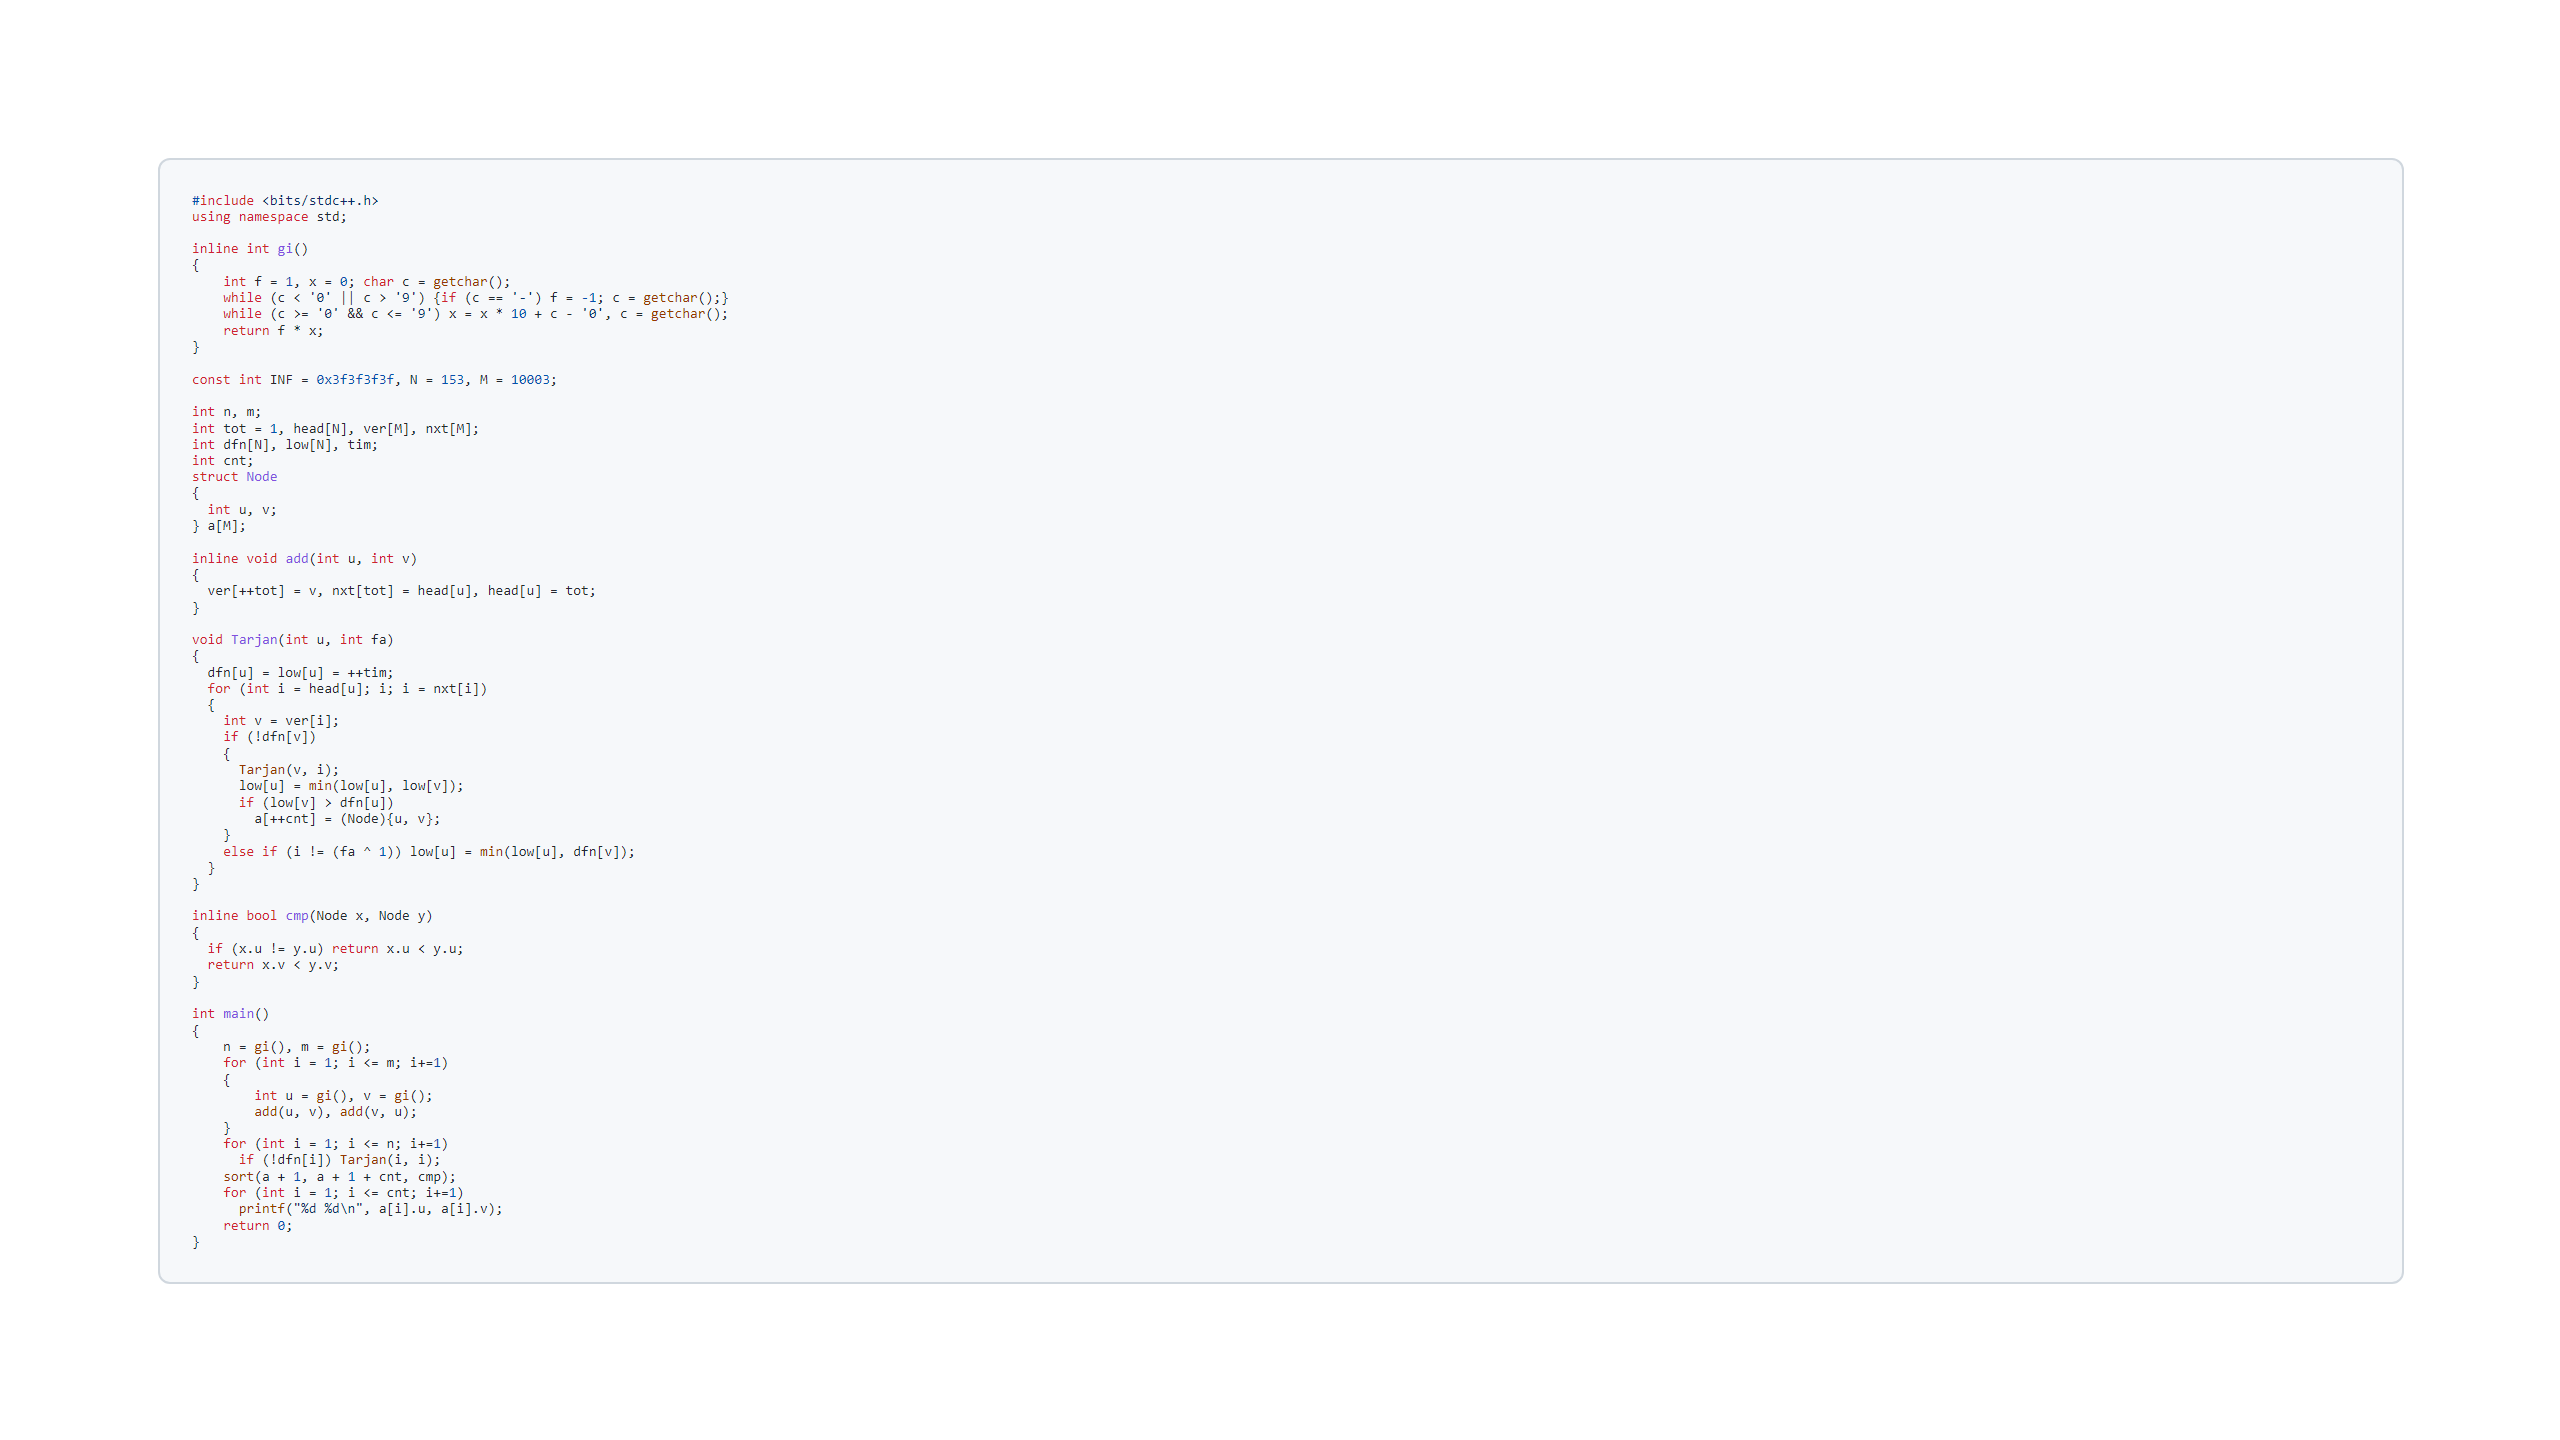 #include <bits/stdc++.h>
using namespace std;

inline int gi()
{
    int f = 1, x = 0; char c = getchar();
    while (c < '0' || c > '9') {if (c == '-') f = -1; c = getchar();}
    while (c >= '0' && c <= '9') x = x * 10 + c - '0', c = getchar();
    return f * x;
}

const int INF = 0x3f3f3f3f, N = 153, M = 10003;

int n, m;
int tot = 1, head[N], ver[M], nxt[M];
int dfn[N], low[N], tim;
int cnt;
struct Node
{
  int u, v;
} a[M];

inline void add(int u, int v)
{
  ver[++tot] = v, nxt[tot] = head[u], head[u] = tot;
}

void Tarjan(int u, int fa)
{
  dfn[u] = low[u] = ++tim;
  for (int i = head[u]; i; i = nxt[i])
  {
    int v = ver[i];
    if (!dfn[v])
    {
      Tarjan(v, i);
      low[u] = min(low[u], low[v]);
      if (low[v] > dfn[u])
        a[++cnt] = (Node){u, v};
    }
    else if (i != (fa ^ 1)) low[u] = min(low[u], dfn[v]);
  }
}

inline bool cmp(Node x, Node y)
{
  if (x.u != y.u) return x.u < y.u;
  return x.v < y.v;
}

int main()
{
    n = gi(), m = gi();
    for (int i = 1; i <= m; i+=1)
    {
        int u = gi(), v = gi();
        add(u, v), add(v, u);
    }
    for (int i = 1; i <= n; i+=1)
      if (!dfn[i]) Tarjan(i, i);
    sort(a + 1, a + 1 + cnt, cmp);
    for (int i = 1; i <= cnt; i+=1)
      printf("%d %d\n", a[i].u, a[i].v);
    return 0;
}